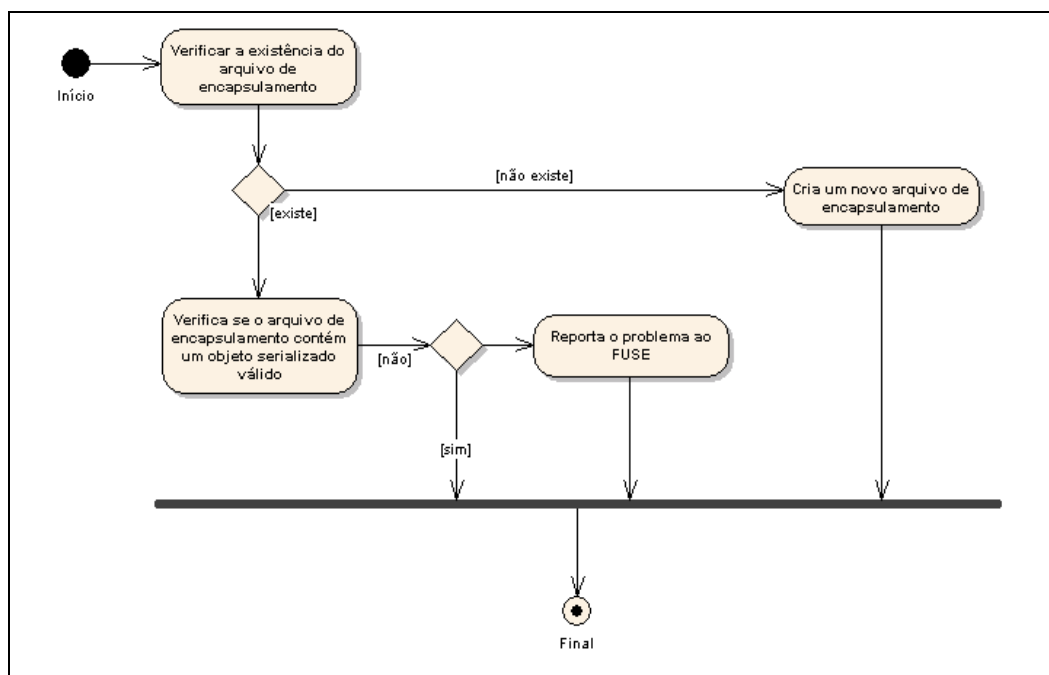 Verificar a existência do
arquivo de
encapsulamento
Início
[não existe]
Cria um novo arquivo de
encapsulamento
[existe]
Verifica se o arquivo de
encapsulamento contém
um objeto serializado
válido
[não]
Reporta o problema ao
FUSE
[sim]
Final